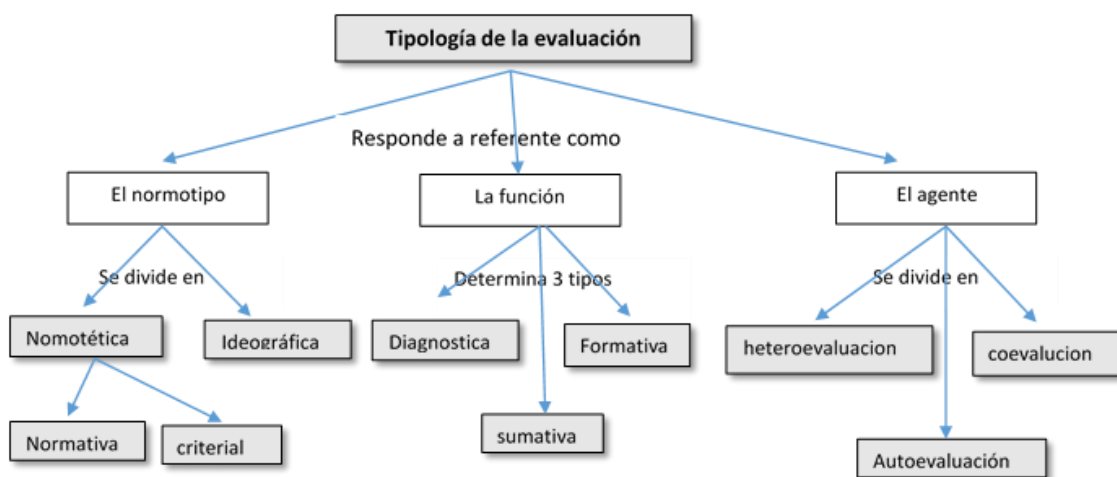 Tipología de la evaluación
Responde a referente como
El normotipo
La función
El agente
Se divide en
Determina 3 tipos
Se divide en
Nomotética
Ideográfica
Diagnostica
Formativa
heteroevaluacion
coevalucion
Normativa
criterial
sumativa
Autoevaluación